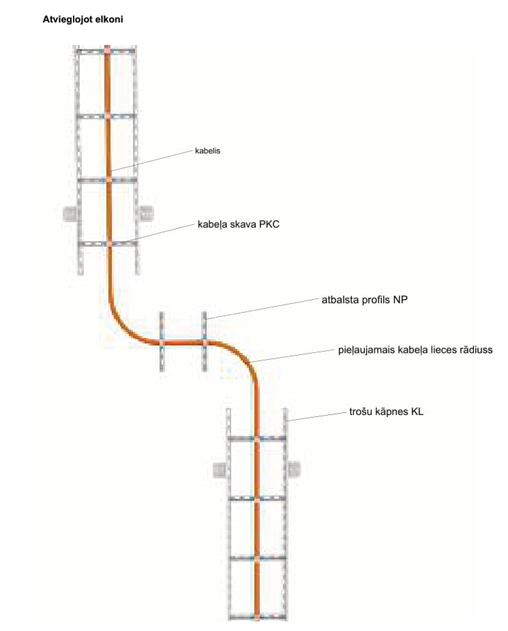 Atvieglojot elkoni
kabelis
kabeļa skava PKC
atbalsta profils NP
pieļaujamais kabeļa lieces rādiuss
trošu kāpnes KL